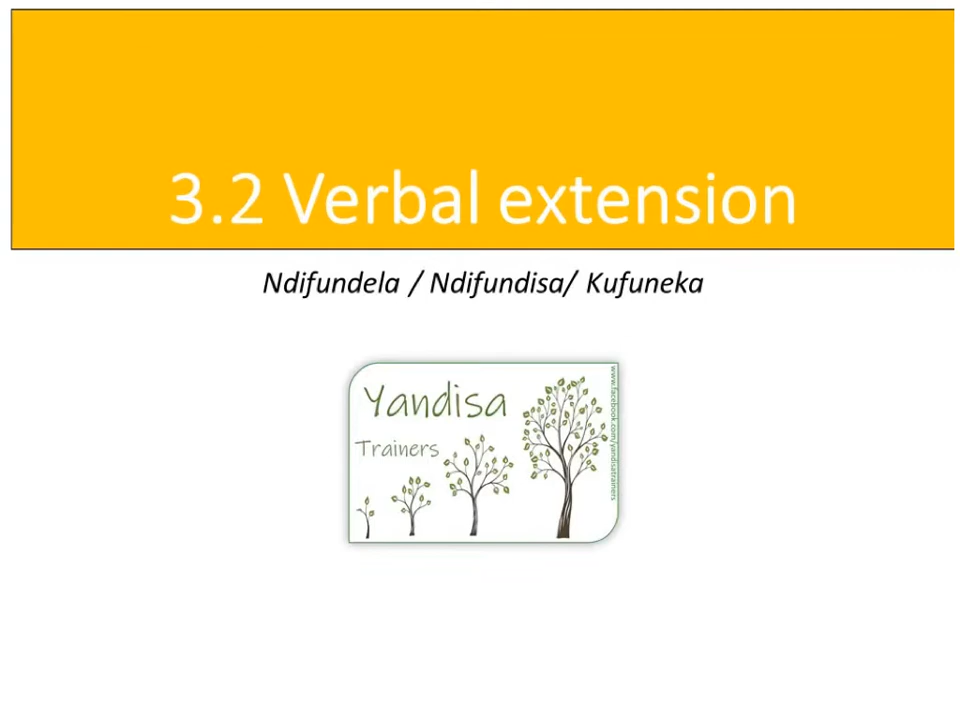 3.2 Verbal extension
Ndifundela / Ndifundisa/ Kufuneka
Yandisa
Trainers
www.facebook.com/yandisatrainers